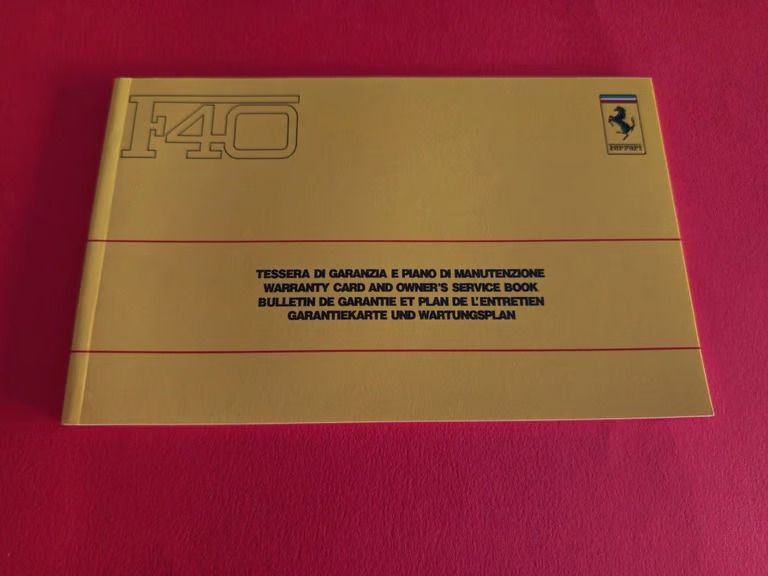 F40
Ferrari
TESSERA DI GARANZIA E PIANO DI MANUTENZIONE
WARRANTY CARD AND OWNER'S SERVICE BOOK
BULLETIN DE GARANTIE ET PLAN DE L'ENTRETIEN
GARANTIEKARTE UND WARTUNGSPLAN